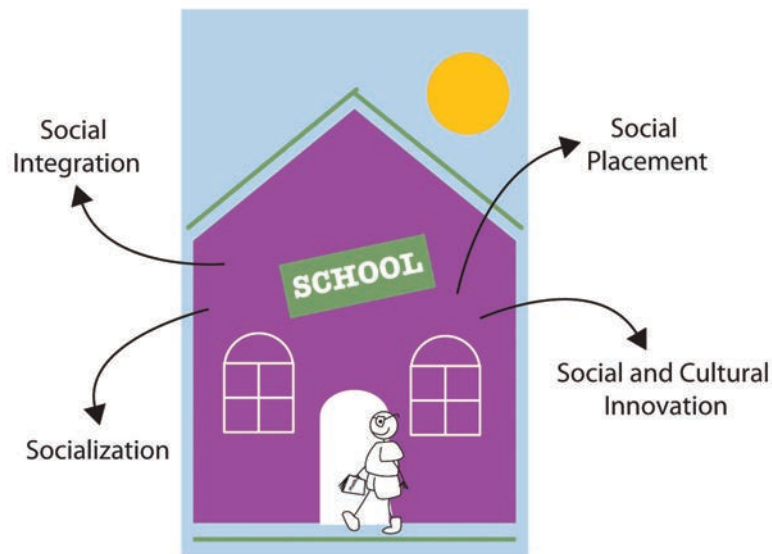 Social
Integration
Social
Placement
SCHOOL
Socialization
Social and Cultural
Innovation